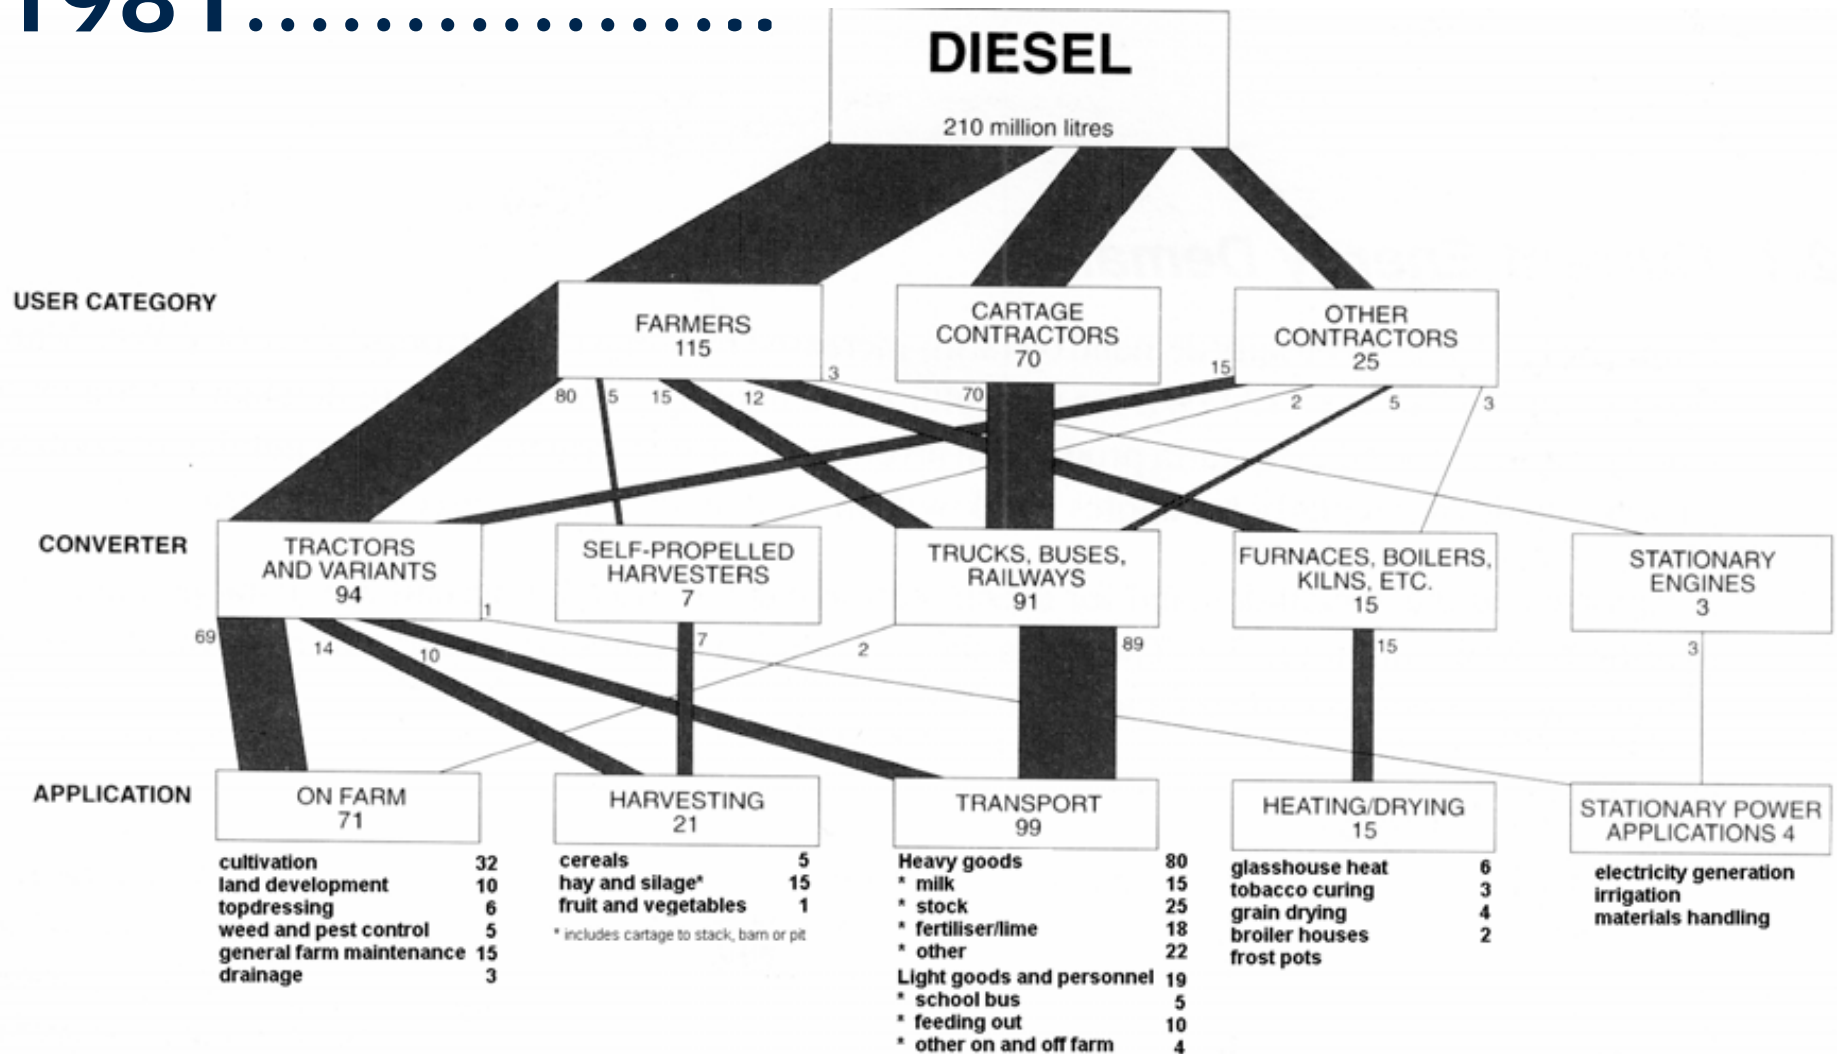 1981.................
DIESEL
210 million litres
USER CATEGORY
FARMERS
115
CARTAGE
CONTRACTORS
70
OTHER
CONTRACTORS
25
80
5
15
12
3
70
15
2
5
3
CONVERTER
TRACTORS
AND VARIANTS
94
SELF-PROPELLED
HARVESTERS
7
TRUCKS, BUSES,
RAILWAYS
91
FURNACES, BOILERS,
KILNS, ETC.
15
STATIONARY
ENGINES
3
69
14
10
1
7
2
89
15
3
APPLICATION
ON FARM
71
HARVESTING
21
TRANSPORT
99
HEATING/DRYING
15
STATIONARY POWER
APPLICATIONS 4
cultivation 32
land development 10
topdressing 6
weed and pest control 5
general farm maintenance 15
drainage 3
cereals 5
hay and silage* 15
fruit and vegetables 1
* includes cartage to stack, barn or pit
Heavy goods 80
* milk 15
* stock 25
* fertiliser/lime 18
* other 22
Light goods and personnel 19
* school bus 5
* feeding out 10
* other on and off farm 4
glasshouse heat 6
tobacco curing 3
grain drying 4
broiler houses 2
frost pots
electricity generation
irrigation
materials handling